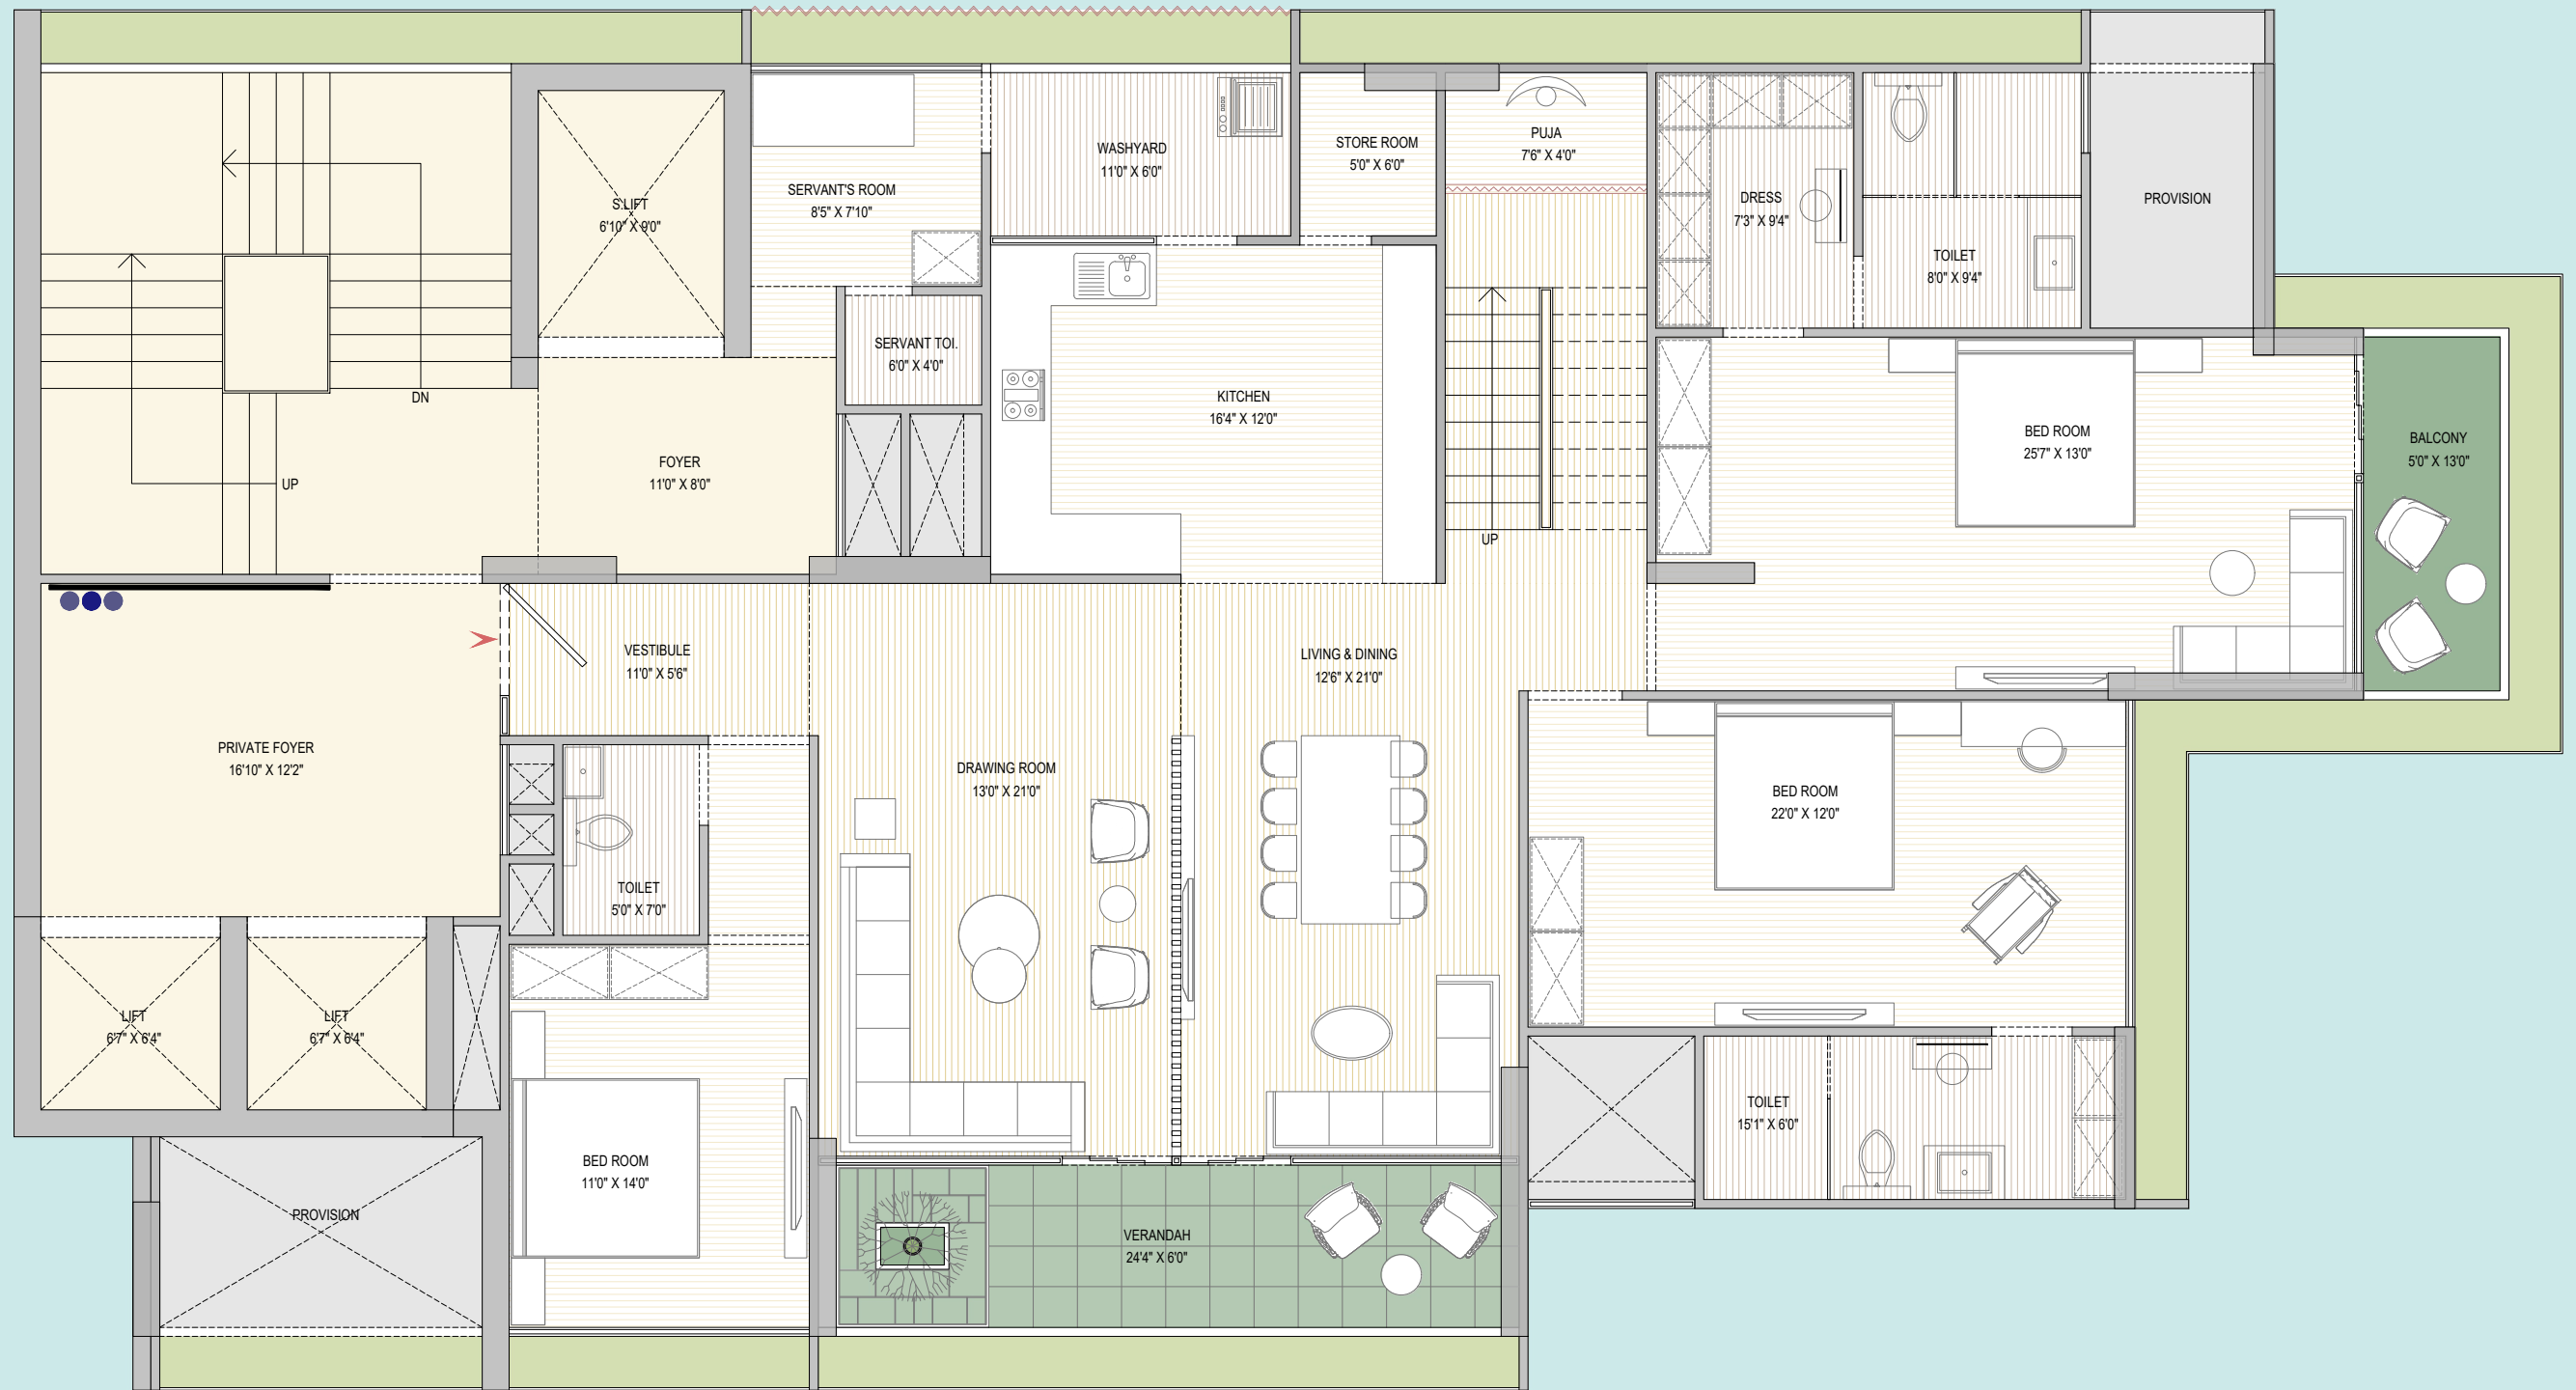 WASHYARD
11'0" X 6'0"
STORE ROOM
5'0" X 6'0"
PUJA
7'6" X 4'0"
SERVANT'S ROOM
8'5" X 7'10"
S.LIFT
6'10" X 9'0"
DRESS
7'3" X 9'4"
PROVISION
TOILET
8'0" X 9'4"
SERVANT TOI.
6'0" X 4'0"
DN
KITCHEN
16'4" X 12'0"
BED ROOM
25'7" X 13'0"
BALCONY
5'0" X 13'0"
FOYER
11'0" X 8'0"
UP
UP
VESTIBULE
11'0" X 5'6"
LIVING & DINING
12'6" X 21'0"
PRIVATE FOYER
16'10" X 12'2"
DRAWING ROOM
13'0" X 21'0"
BED ROOM
22'0" X 12'0"
TOILET
5'0" X 7'0"
LIFT
6'7" X 6'4"
LIFT
6'7" X 6'4"
TOILET
15'1" X 6'0"
BED ROOM
11'0" X 14'0"
PROVISION
VERANDAH
24'4" X 6'0"